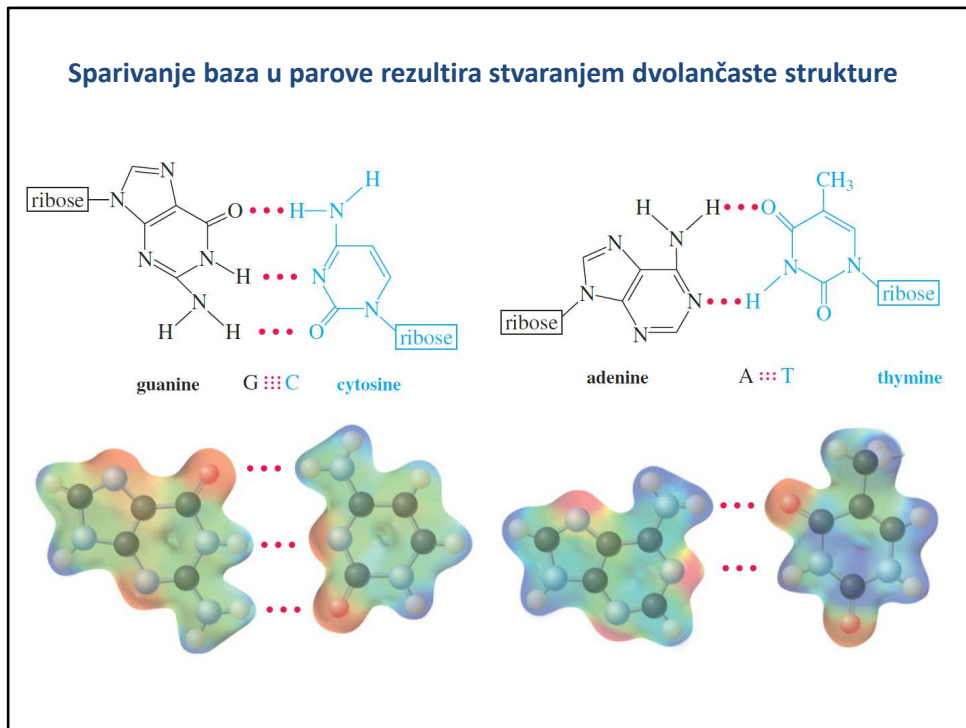 Sparivanje baza u parove rezultira stvaranjem dvolančaste strukture
ribose
N
N
N
N
O
N
H
N
H
H
H
H
N
N
O
N
ribose
guanine
G
C
cytosine
ribose
N
N
N
N
N
H
H
O
CH3
N
H
N
O
ribose
adenine
A
T
thymine